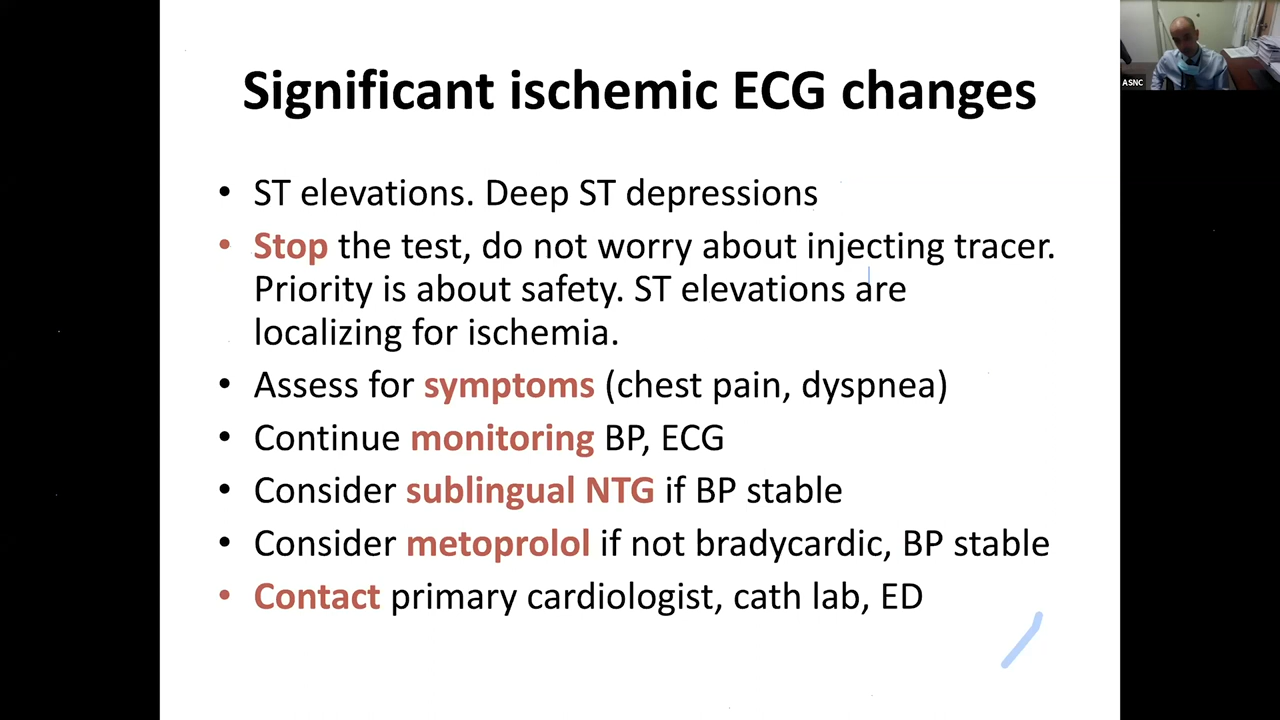 Significant ischemic ECG changes
• ST elevations. Deep ST depressions
• Stop the test, do not worry about injecting tracer.
Priority is about safety. ST elevations are
localizing for ischemia.
• Assess for symptoms (chest pain, dyspnea)
• Continue monitoring BP, ECG
• Consider sublingual NTG if BP stable
• Consider metoprolol if not bradycardic, BP stable
• Contact primary cardiologist, cath lab, ED
ASNC